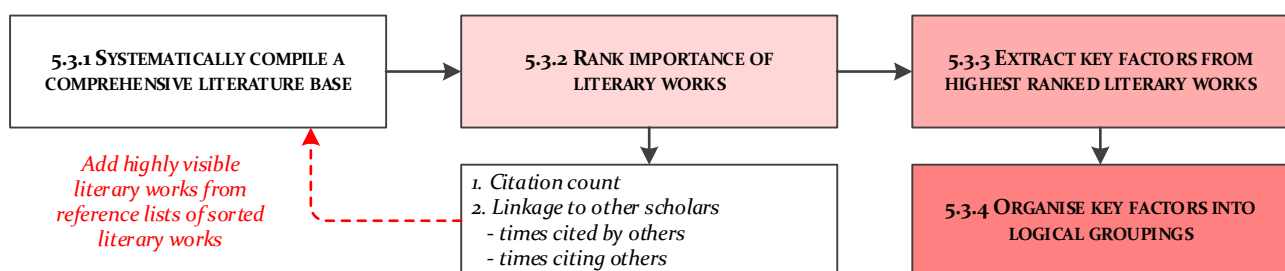 5.3.1 SYSTEMATICALLY COMPILE A
COMPREHENSIVE LITERATURE BASE
5.3.2 RANK IMPORTANCE OF
LITERARY WORKS
5.3.3 EXTRACT KEY FACTORS FROM
HIGHEST RANKED LITERARY WORKS
Add highly visible
literary works from
reference lists of sorted
literary works
1. Citation count
2. Linkage to other scholars
- times cited by others
- times citing others
5.3.4 ORGANISE KEY FACTORS INTO
LOGICAL GROUPINGS